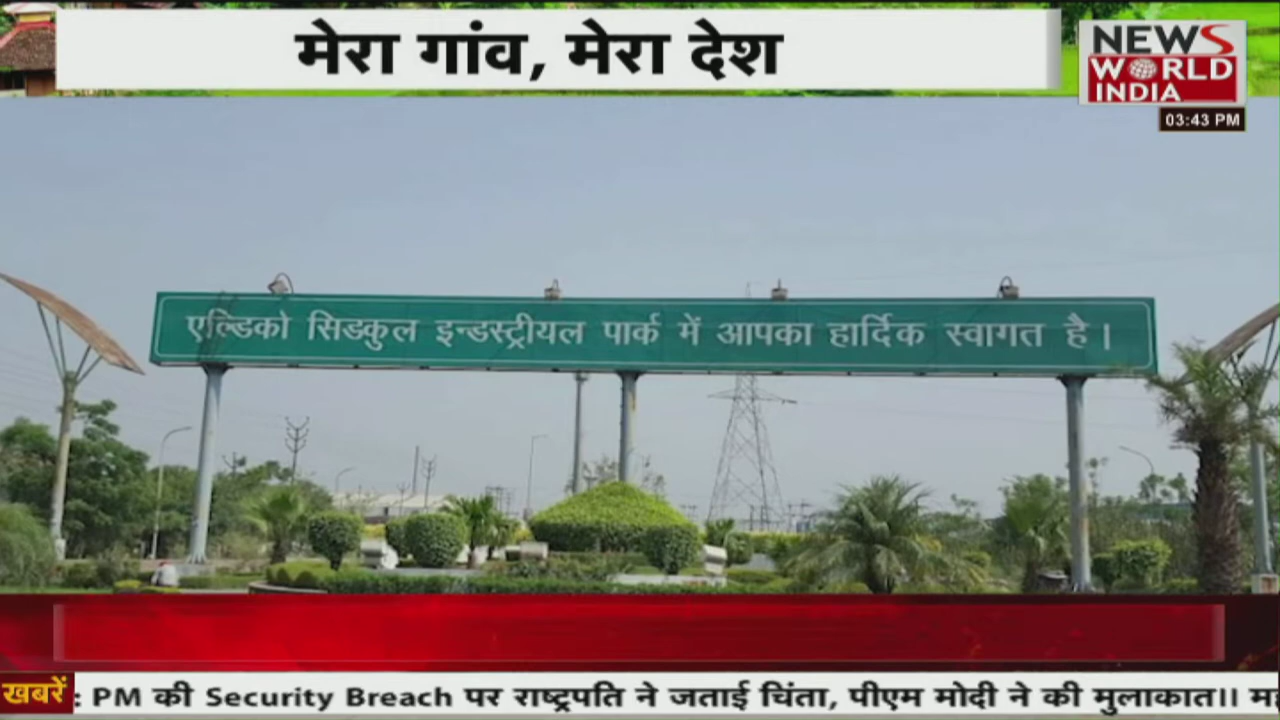 मेरा गांव, मेरा देश
NEWS
WORLD
INDIA
03:43 PM
एल्डिको सिडकुल इन्डस्ट्रीयल पार्क में आपका हार्दिक स्वागत है।
खबरें
: PM की Security Breach पर राष्ट्रपति ने जताई चिंता, पीएम मोदी ने की मुलाकात।।